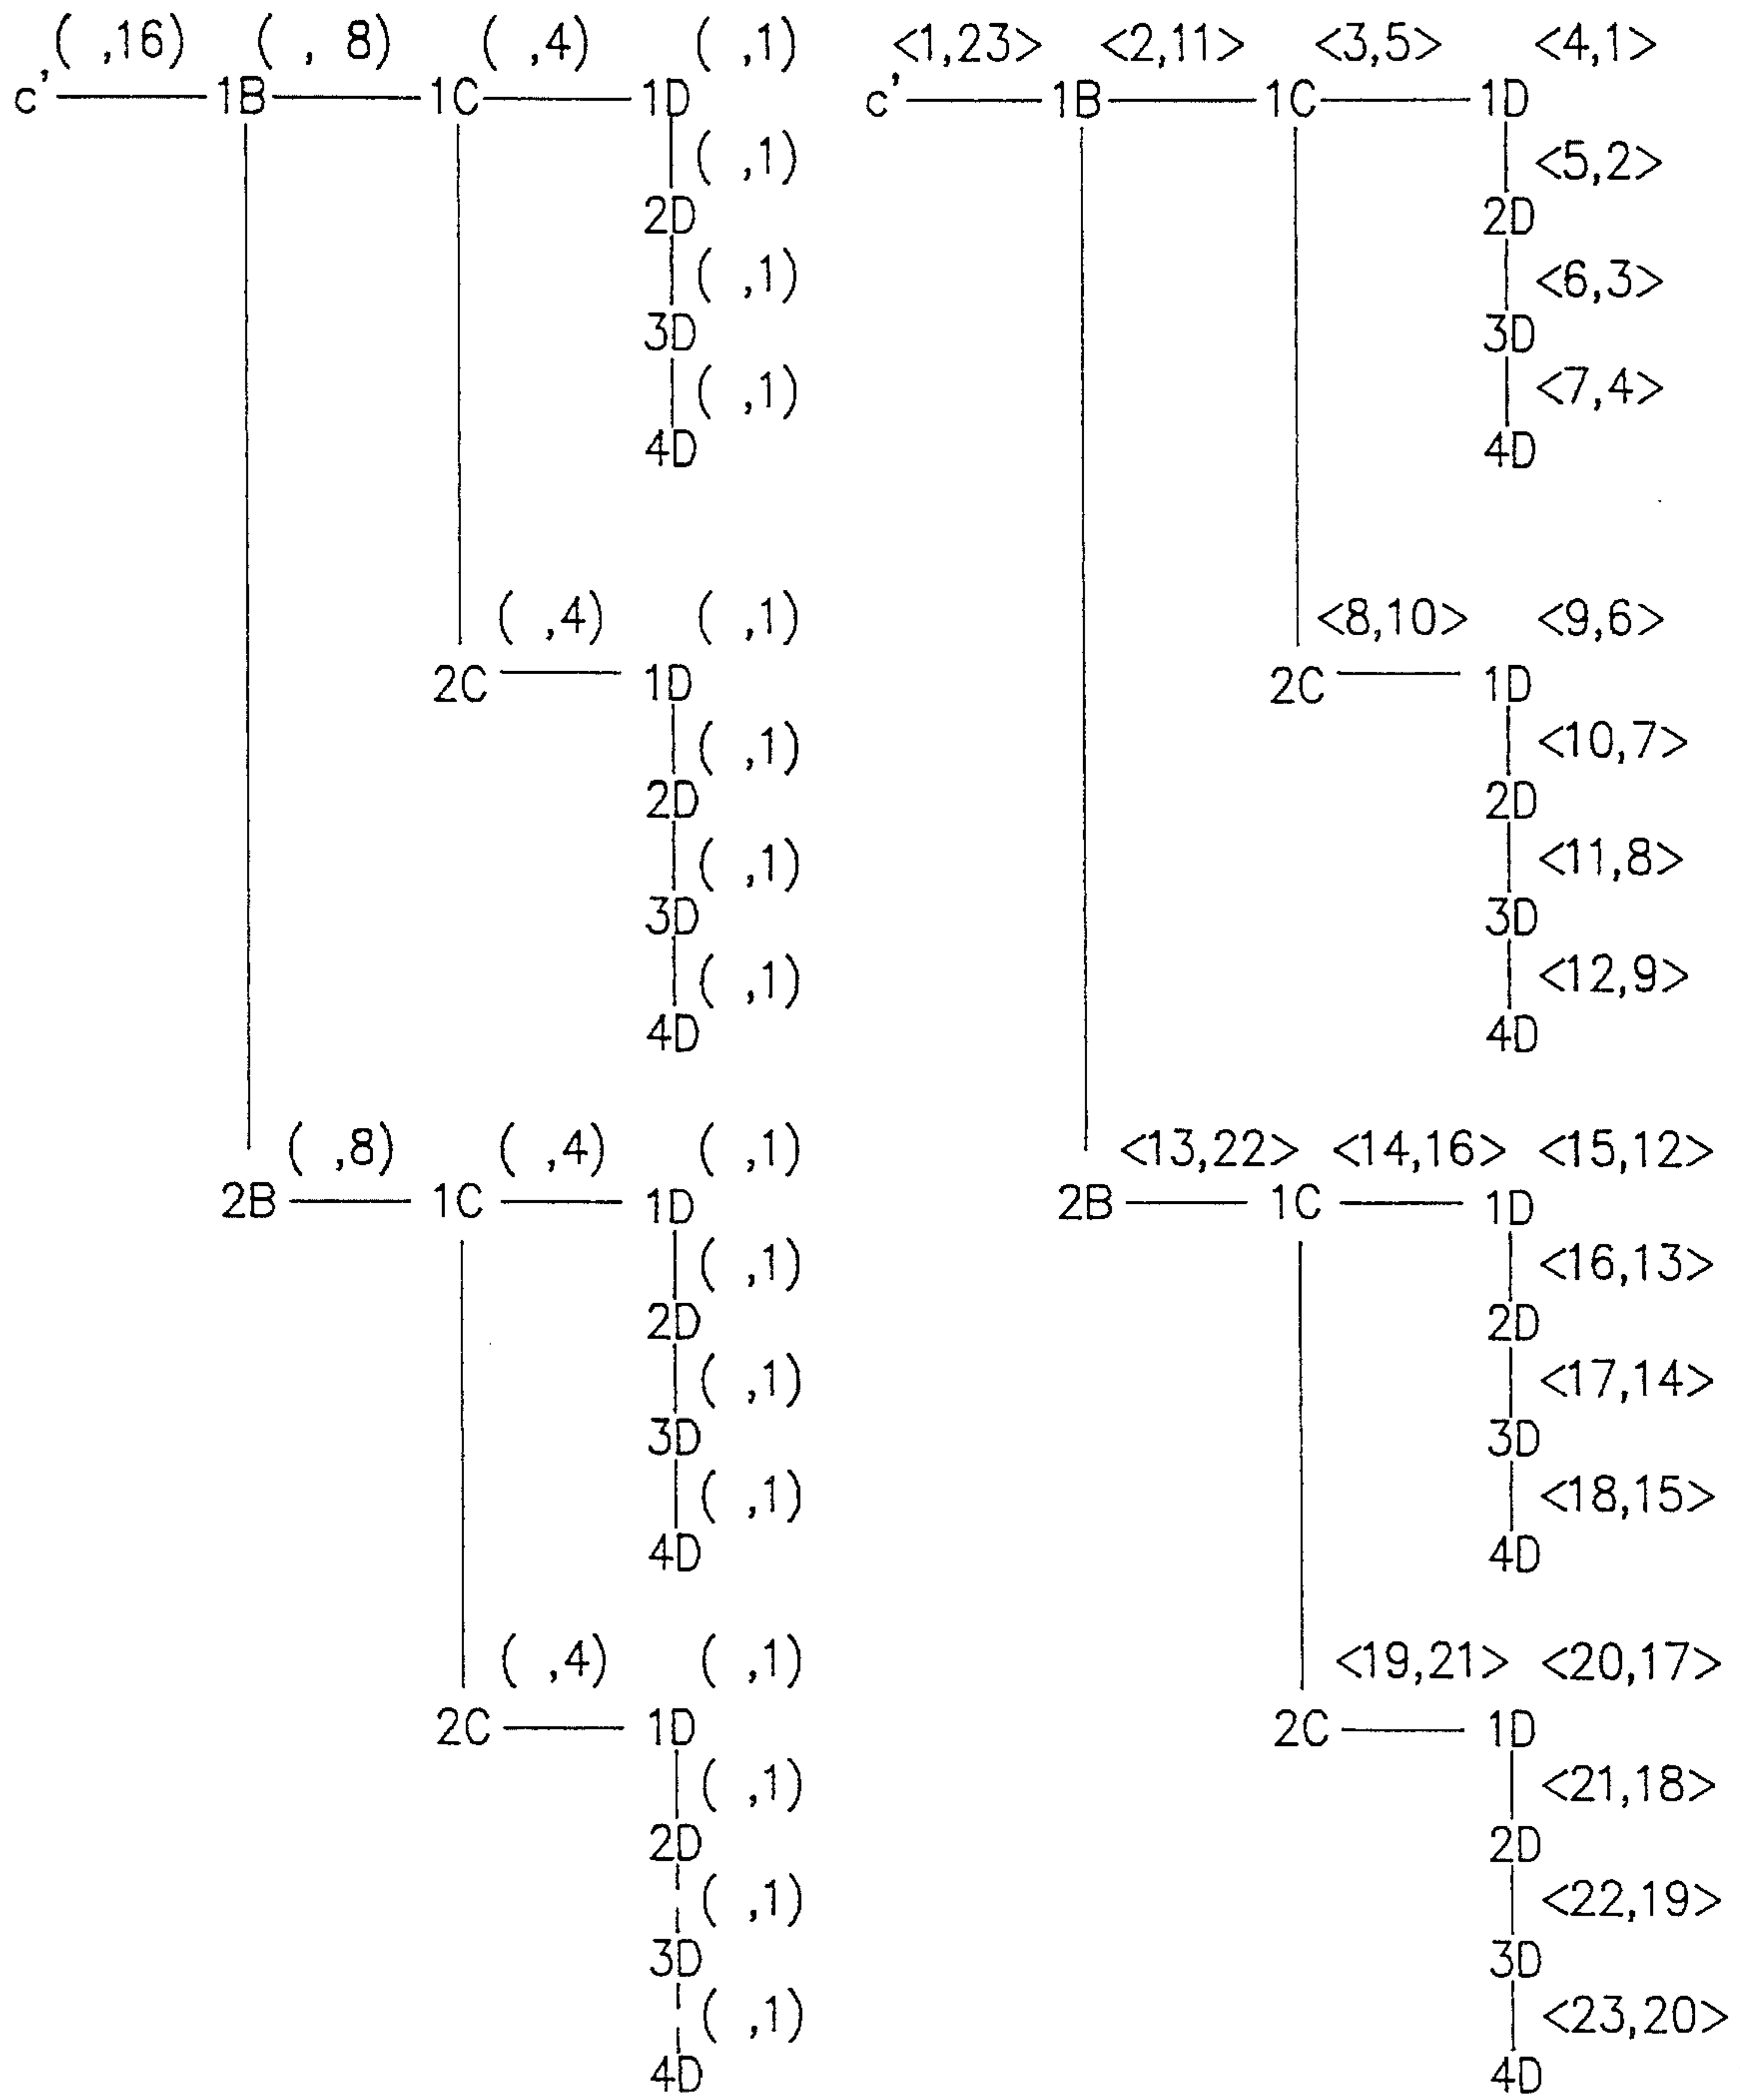 ( ,16) ( , 8) ( ,4) ( ,1) <1,23> <2,11> <3,5> <4,1>
c' 1B 1C 1D c' 1B 1C 1D
( ,1) <5,2>
2D 2D
( ,1) <6,3>
3D 3D
( ,1) <7,4>
4D 4D
( ,4) ( ,1) <8,10> <9,6>
2C 1D 2C 1D
( ,1) <10,7>
2D 2D
( ,1) <11,8>
3D 3D
( ,1) <12,9>
4D 4D
( ,8) ( ,4) ( ,1) <13,22> <14,16> <15,12>
2B 1C 1D 2B 1C 1D
( ,1) <16,13>
2D 2D
( ,1) <17,14>
3D 3D
( ,1) <18,15>
4D 4D
( ,4) ( ,1) <19,21> <20,17>
2C 1D 2C 1D
( ,1) <21,18>
2D 2D
( ,1) <22,19>
3D 3D
( ,1) <23,20>
4D 4D